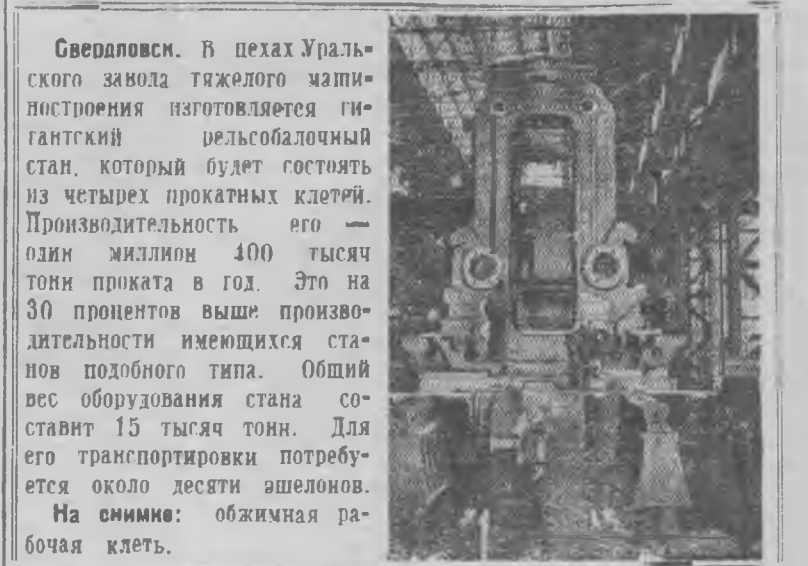 Свердловск. В цехах Ураль-
ского завода тяжелого маши-
ностроения изготовляется ги-
гантский рельсобалочный
стан, который будет состоять
из четырех прокатных клетей.
Производительность его —
один миллион 400 тысяч
тонн проката в год. Это на
30 процентов выше произво-
дительности имеющихся ста-
нов подобного типа. Общий
вес оборудования стана со-
ставит 15 тысяч тонн. Для
его транспортировки потребу-
ется около десяти эшелонов.
На снимке: обжимная ра-
бочая клеть.